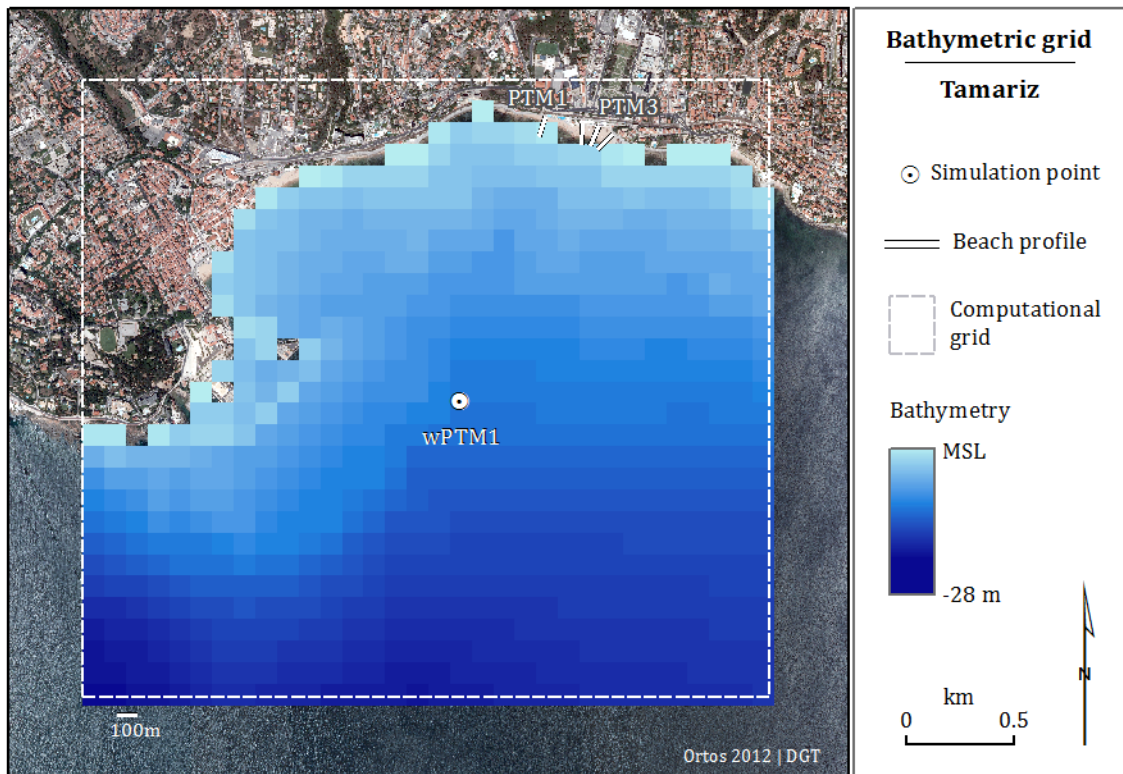 PTM1
PTM3
wPTM1
100m
Ortos 2012 | DGT
Bathymetric grid
Tamariz
Simulation point
Beach profile
Computational
grid
Bathymetry
MSL
-28 m
N
km
0 0.5